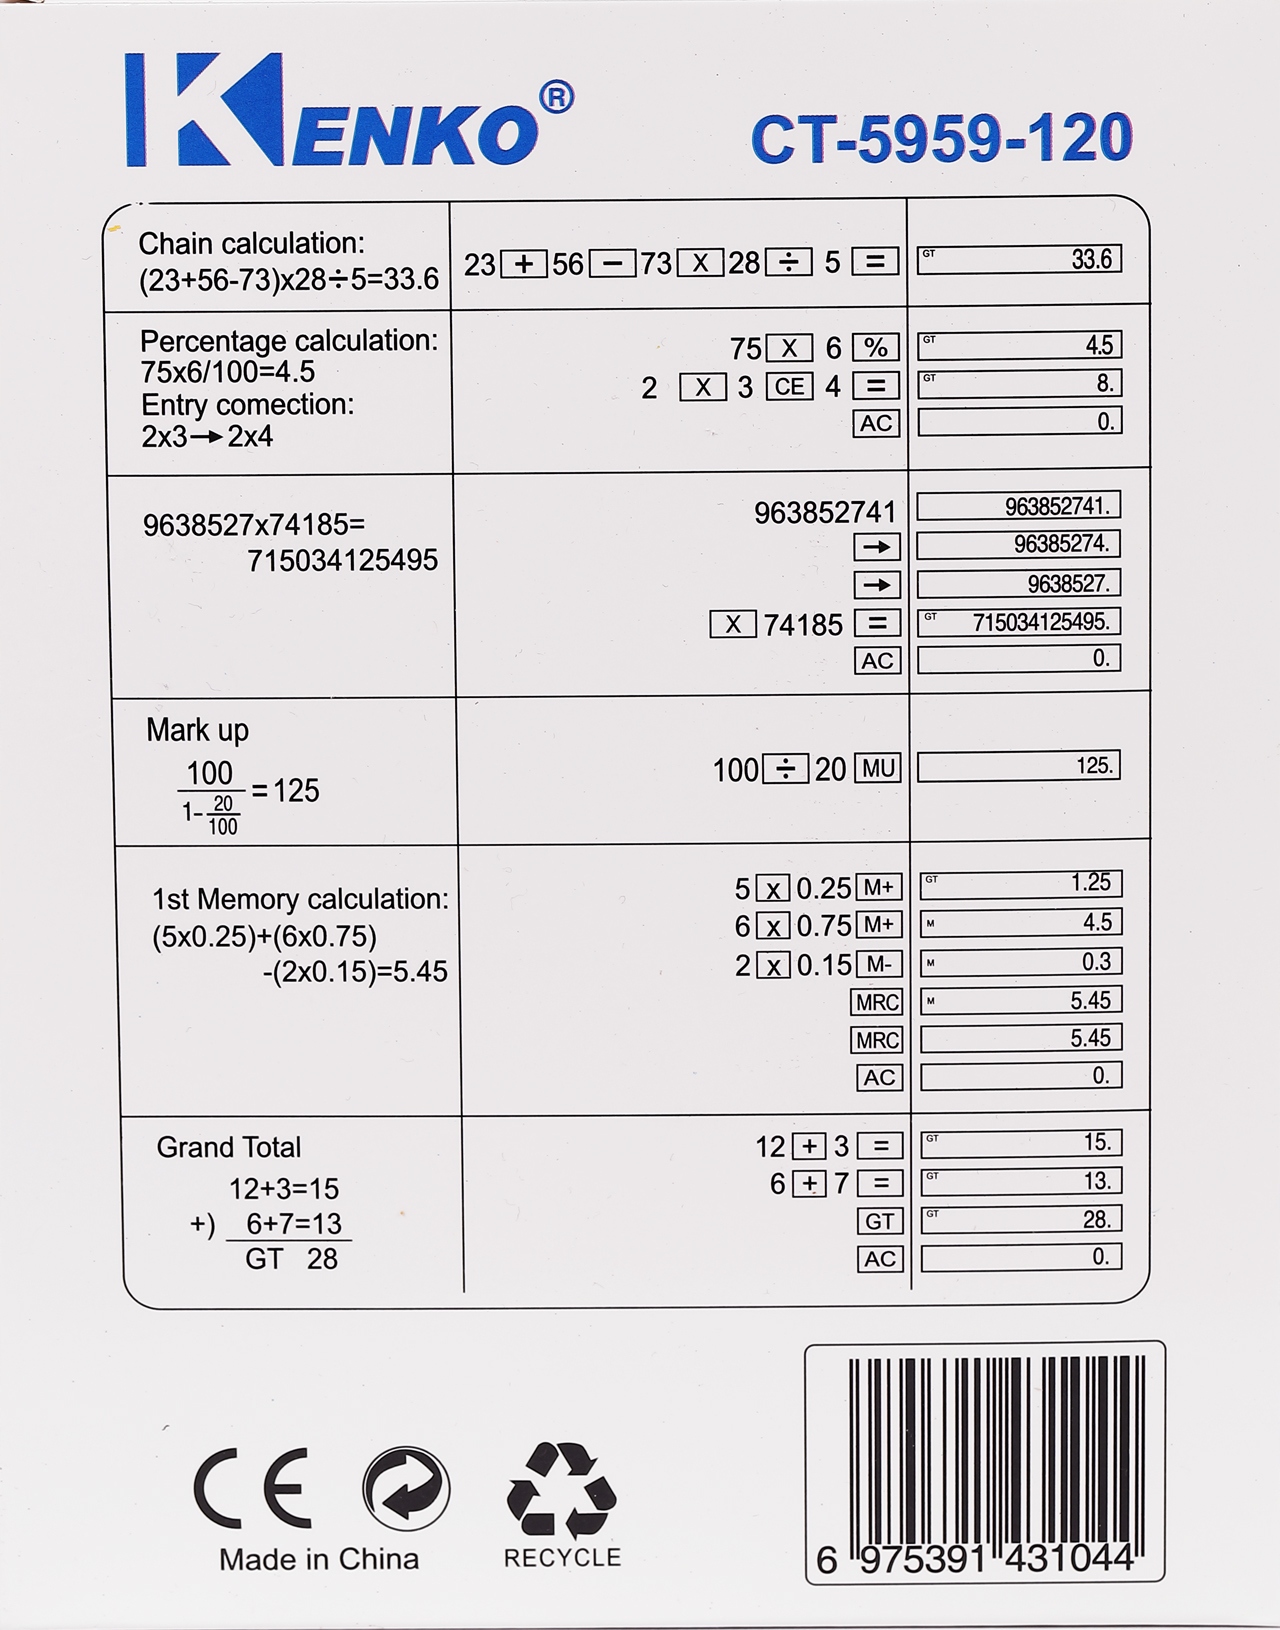 KENKO®
CT-5959-120
Chain calculation:
(23+56-73)x28÷5=33.6
23 + 56 − 73 X 28 ÷ 5 =
GT 33.6
Percentage calculation:
75x6/100=4.5
Entry comection:
2x3→2x4
75 X 6 %
GT 4.5
2 X 3 CE 4 =
GT 8.
AC
0.
9638527x74185=
715034125495
963852741
963852741.
→
96385274.
→
9638527.
X 74185 =
GT 715034125495.
AC
0.
Mark up
100
1-20/100
=125
100 ÷ 20 MU
125.
1st Memory calculation:
(5x0.25)+(6x0.75)
-(2x0.15)=5.45
5 x 0.25 M+
GT 1.25
6 x 0.75 M+
M 4.5
2 x 0.15 M-
M 0.3
MRC
M 5.45
MRC
5.45
AC
0.
Grand Total
12+3=15
+) 6+7=13
GT 28
12 + 3 =
GT 15.
6 + 7 =
GT 13.
GT
GT 28.
AC
0.
CE
Made in China
RECYCLE
6 975391 431044